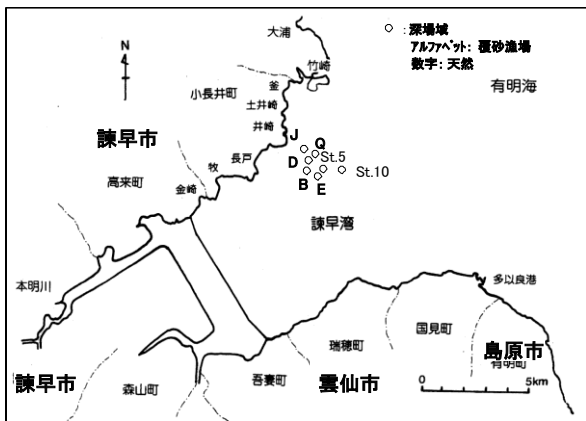 ○ :深場域
アルファベット: 覆砂漁場
数字: 天然
N
4
大浦
竹崎
釜
有明海
小長井町
土井崎
井崎
諫早市
J
Q
長戸
D
St.5
牧
St.10
高来町
金崎
B
E
諫早湾
本明川
多以良港
国見町
瑞穂町
島原市
有明町
諫早市
森山町
吾妻町
雲仙市
0
5km